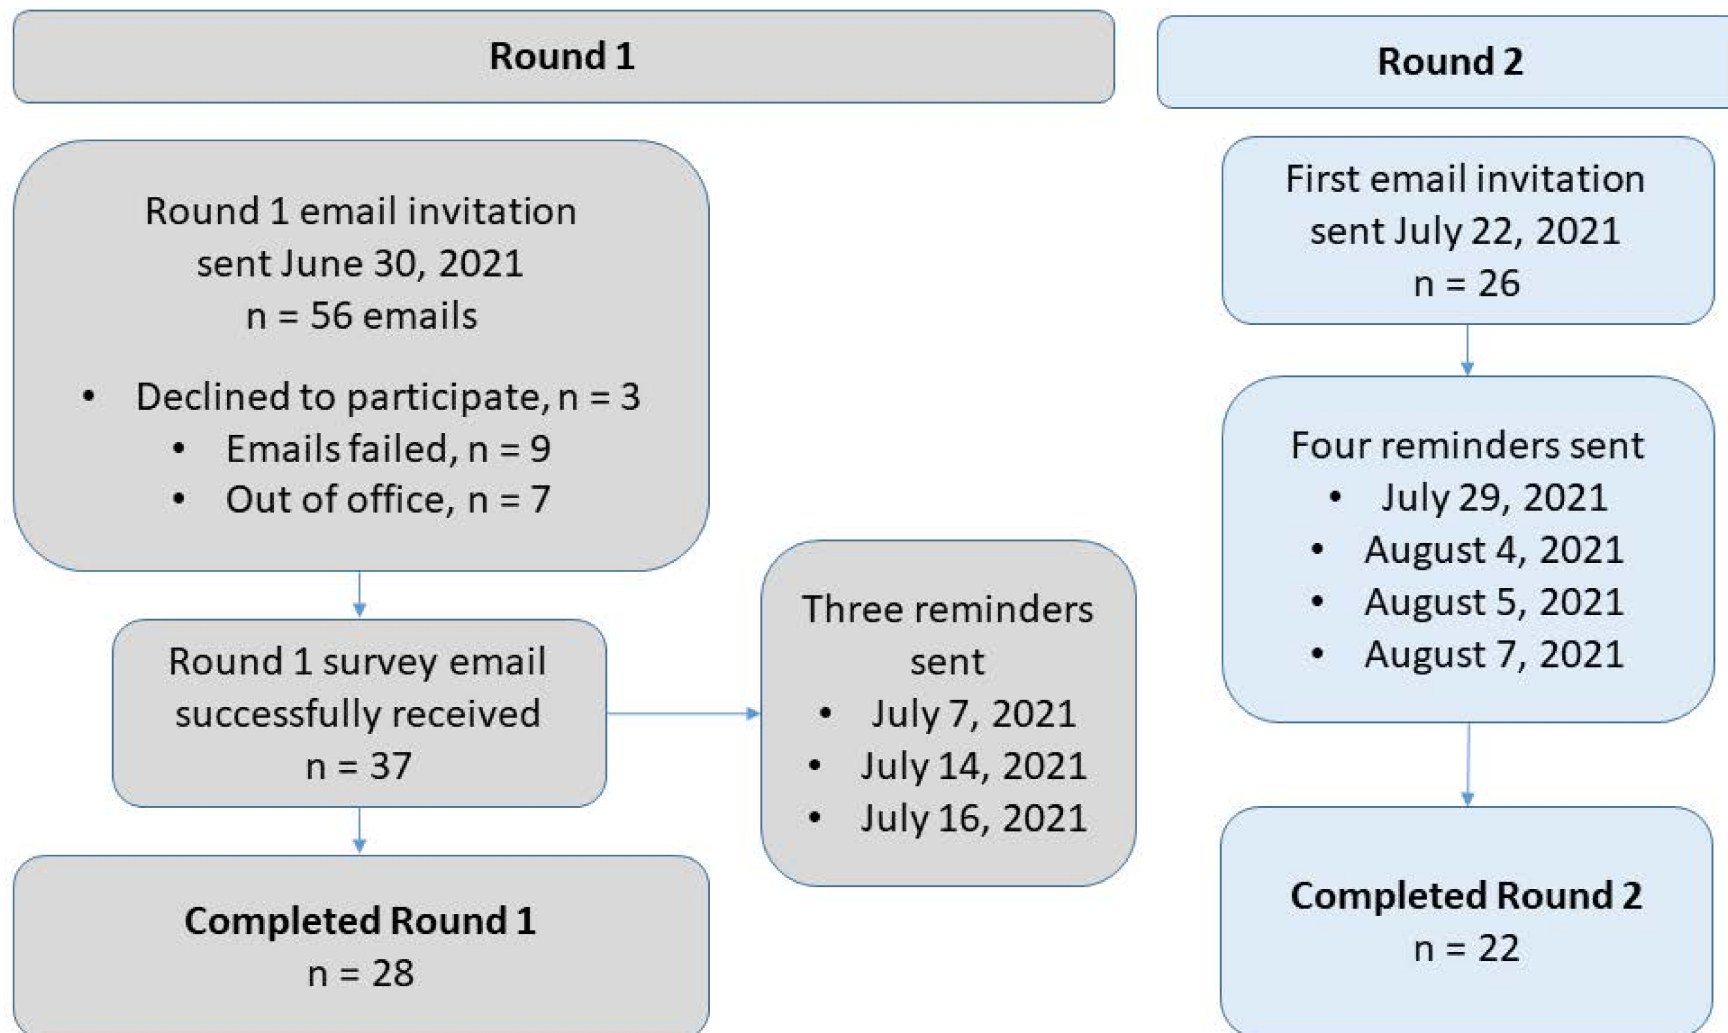 Round 1
Round 1 email invitation
sent June 30, 2021
n = 56 emails
• Declined to participate, n = 3
• Emails failed, n = 9
• Out of office, n = 7
Round 1 survey email
successfully received
n = 37
Three reminders
sent
• July 7, 2021
• July 14, 2021
• July 16, 2021
Completed Round 1
n = 28
Round 2
First email invitation
sent July 22, 2021
n = 26
Four reminders sent
• July 29, 2021
• August 4, 2021
• August 5, 2021
• August 7, 2021
Completed Round 2
n = 22